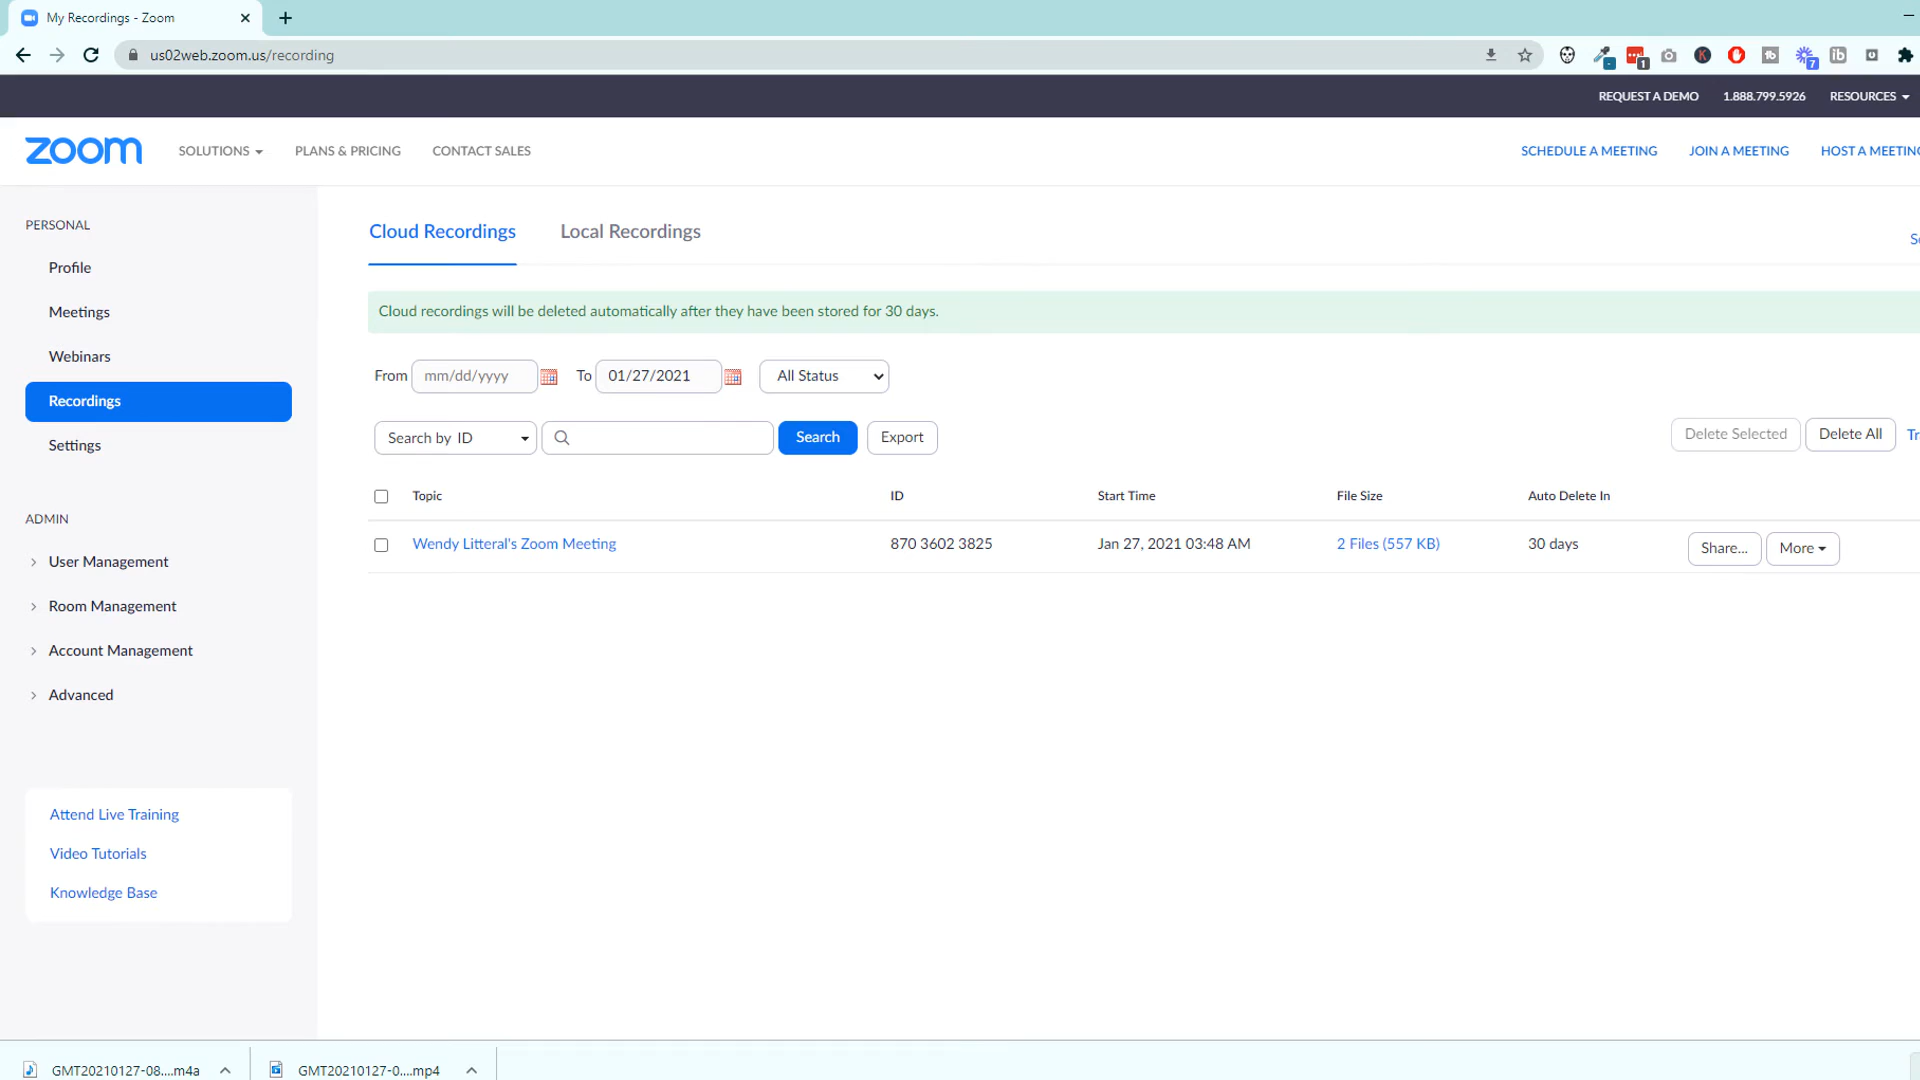 My Recordings - Zoom
us02web.zoom.us/recording
1
7
REQUEST A DEMO 1.888.799.5926 RESOURCES
zoom SOLUTIONS PLANS & PRICING CONTACT SALES SCHEDULE A MEETING JOIN A MEETING HOST A MEETING
PERSONAL
Profile
Meetings
Webinars
Recordings
Settings
ADMIN
User Management
Room Management
Account Management
Advanced
Attend Live Training
Video Tutorials
Knowledge Base
Cloud Recordings Local Recordings
Cloud recordings will be deleted automatically after they have been stored for 30 days.
From mm/dd/yyyy To 01/27/2021 All Status
Search by ID Search Export Delete Selected Delete All Tr
Topic ID Start Time File Size Auto Delete In
Wendy Litteral's Zoom Meeting 870 3602 3825 Jan 27, 2021 03:48 AM 2 Files (557 KB) 30 days Share... More
GMT20210127-08....m4a GMT20210127-0....mp4